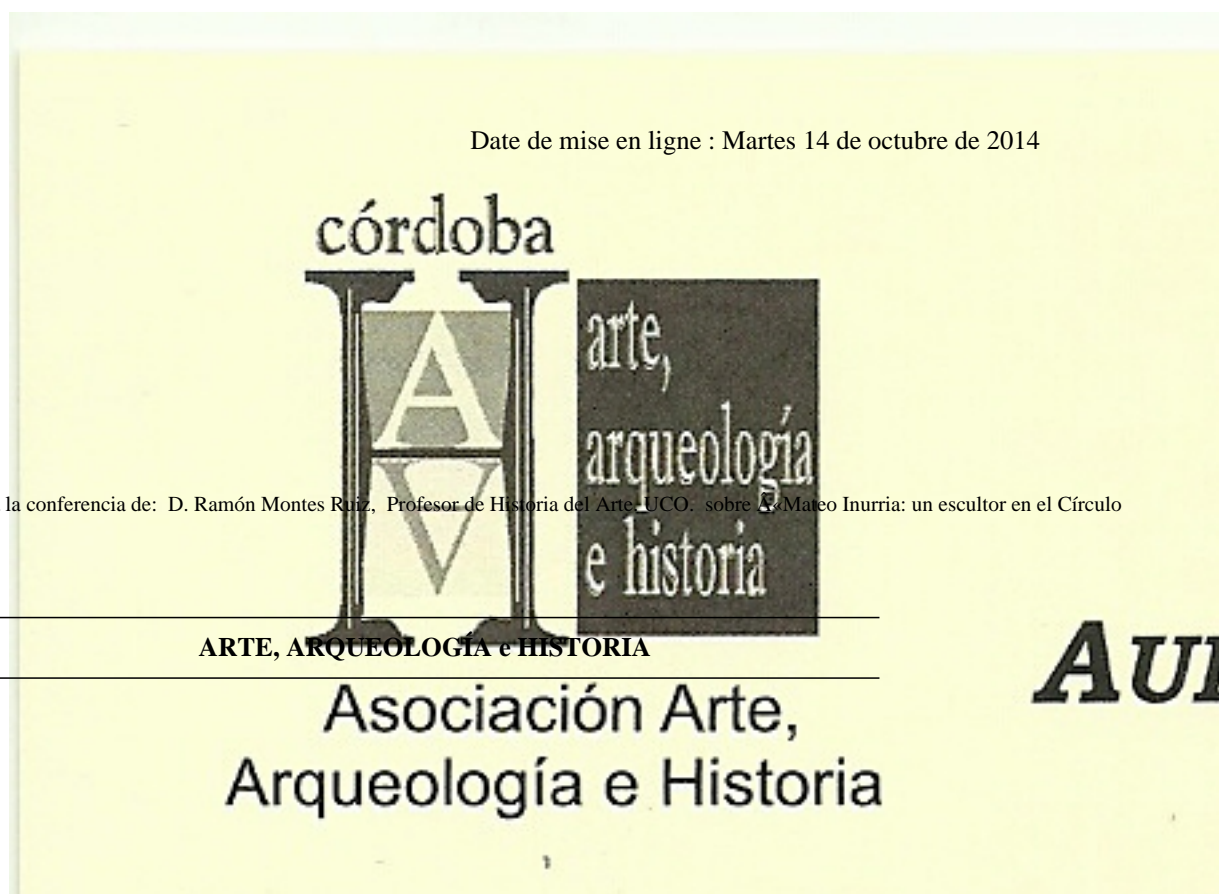 Date de mise en ligne : Martes 14 de octubre de 2014
córdoba
A
arte,
arqueología
e historia
la conferencia de: D. Ramón Montes Ruiz, Profesor de Historia del Arte. UCO. sobre Â«Mateo Inurria: un escultor en el Círculo
ARTE, ARQUEOLOGÍA e HISTORIA
Asociación Arte,
Arqueología e Historia